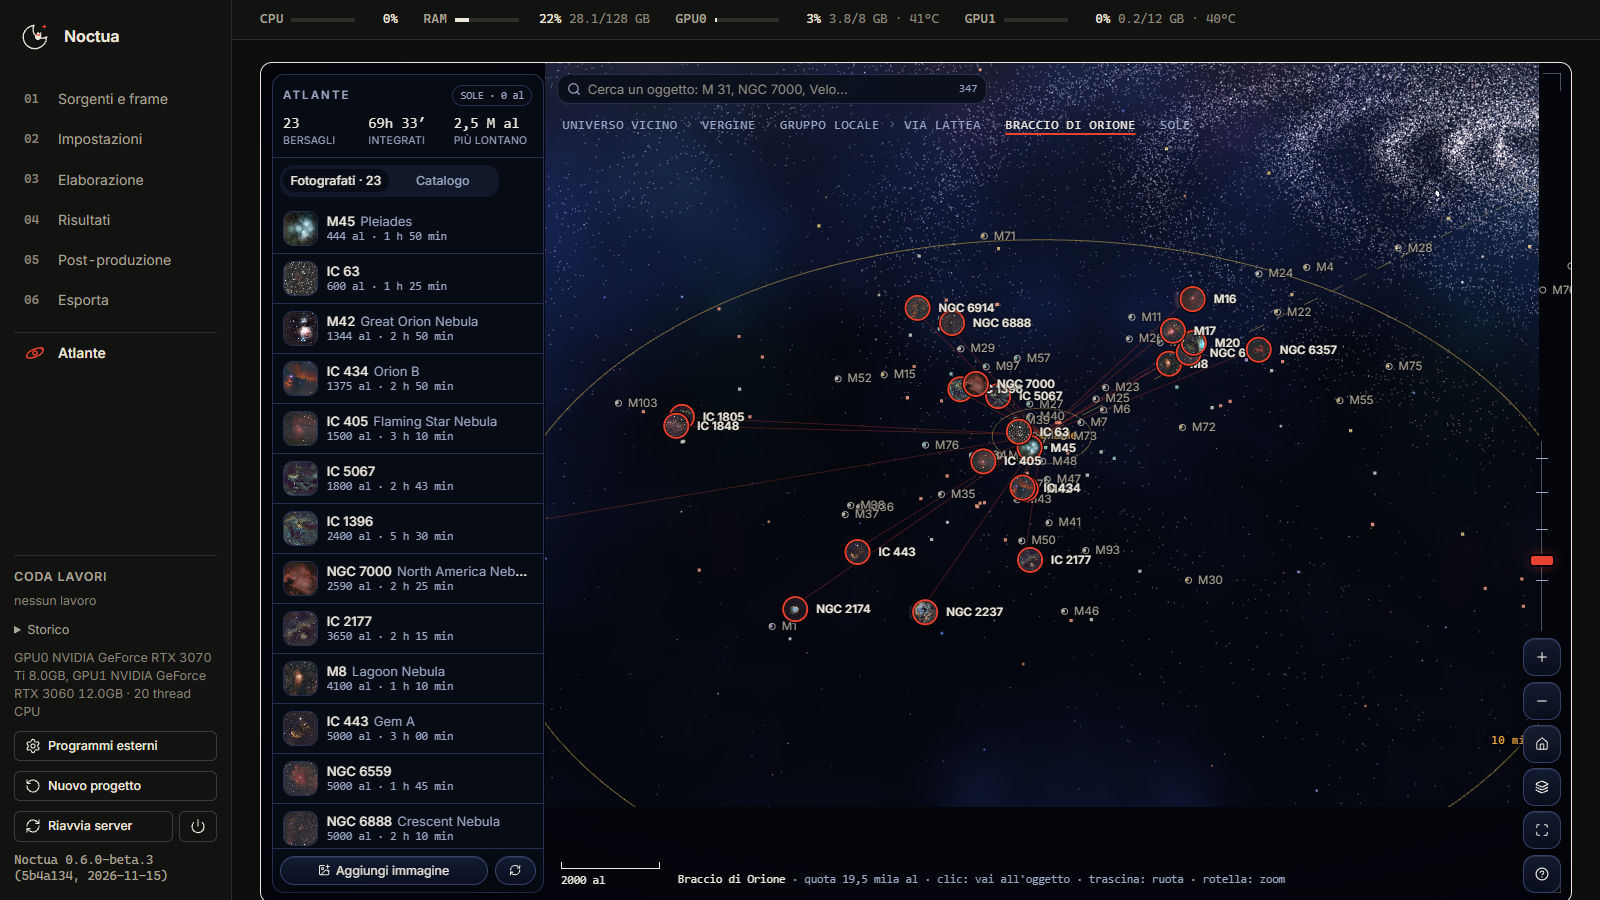 CPU 0% RAM 22% 28.1/128 GB GPU0 3% 3.8/8 GB · 41°C GPU1 0% 0.2/12 GB · 40°C
Noctua
01 Sorgenti e frame
02 Impostazioni
03 Elaborazione
04 Risultati
05 Post-produzione
06 Esporta
Atlante
CODA LAVORI
nessun lavoro
▶ Storico
GPU0 NVIDIA GeForce RTX 3070
Ti 8.0GB, GPU1 NVIDIA GeForce
RTX 3060 12.0GB · 20 thread
CPU
Programmi esterni
Nuovo progetto
Riavvia server
Noctua 0.6.0-beta.3
(5b4a134, 2026-11-15)
ATLANTE
SOLE · 0 al
23 69h 33′ 2,5 M al
BERSAGLI INTEGRATI PIÙ LONTANO
Fotografati · 23 Catalogo
M45 Pleiades
444 al · 1 h 50 min
IC 63
600 al · 1 h 25 min
M42 Great Orion Nebula
1344 al · 2 h 50 min
IC 434 Orion B
1375 al · 2 h 50 min
IC 405 Flaming Star Nebula
1500 al · 3 h 10 min
IC 5067
1800 al · 2 h 43 min
IC 1396
2400 al · 5 h 30 min
NGC 7000 North America Neb...
2590 al · 2 h 25 min
IC 2177
3650 al · 2 h 15 min
M8 Lagoon Nebula
4100 al · 1 h 10 min
IC 443 Gem A
5000 al · 3 h 00 min
NGC 6559
5000 al · 1 h 45 min
NGC 6888 Crescent Nebula
5000 al · 2 h 10 min
Aggiungi immagine
Cerca un oggetto: M 31, NGC 7000, Velo... 347
UNIVERSO VICINO › VERGINE › GRUPPO LOCALE › VIA LATTEA › BRACCIO DI ORIONE › SOLE
M71
M28
M24
M4
M70
M16
NGC 6914
M22
M11
NGC 6888
M17
M20
M29
NGC 6
NGC 6357
M57
M8
M97
M75
M52
M15
NGC 7000
M23
IC 5067
M25
M55
M103
M27
M6
IC 1805
M40
M39
M7
IC 1848
M72
IC 63
M73
M76
M45
IC 405
M48
M47
IC 434
M35
M43
M38
M36
M37
M41
M50
M93
IC 443
IC 2177
M30
NGC 2174
NGC 2237
M46
M1
10 mi
2000 al
Braccio di Orione · quota 19,5 mila al · clic: vai all'oggetto · trascina: ruota · rotella: zoom